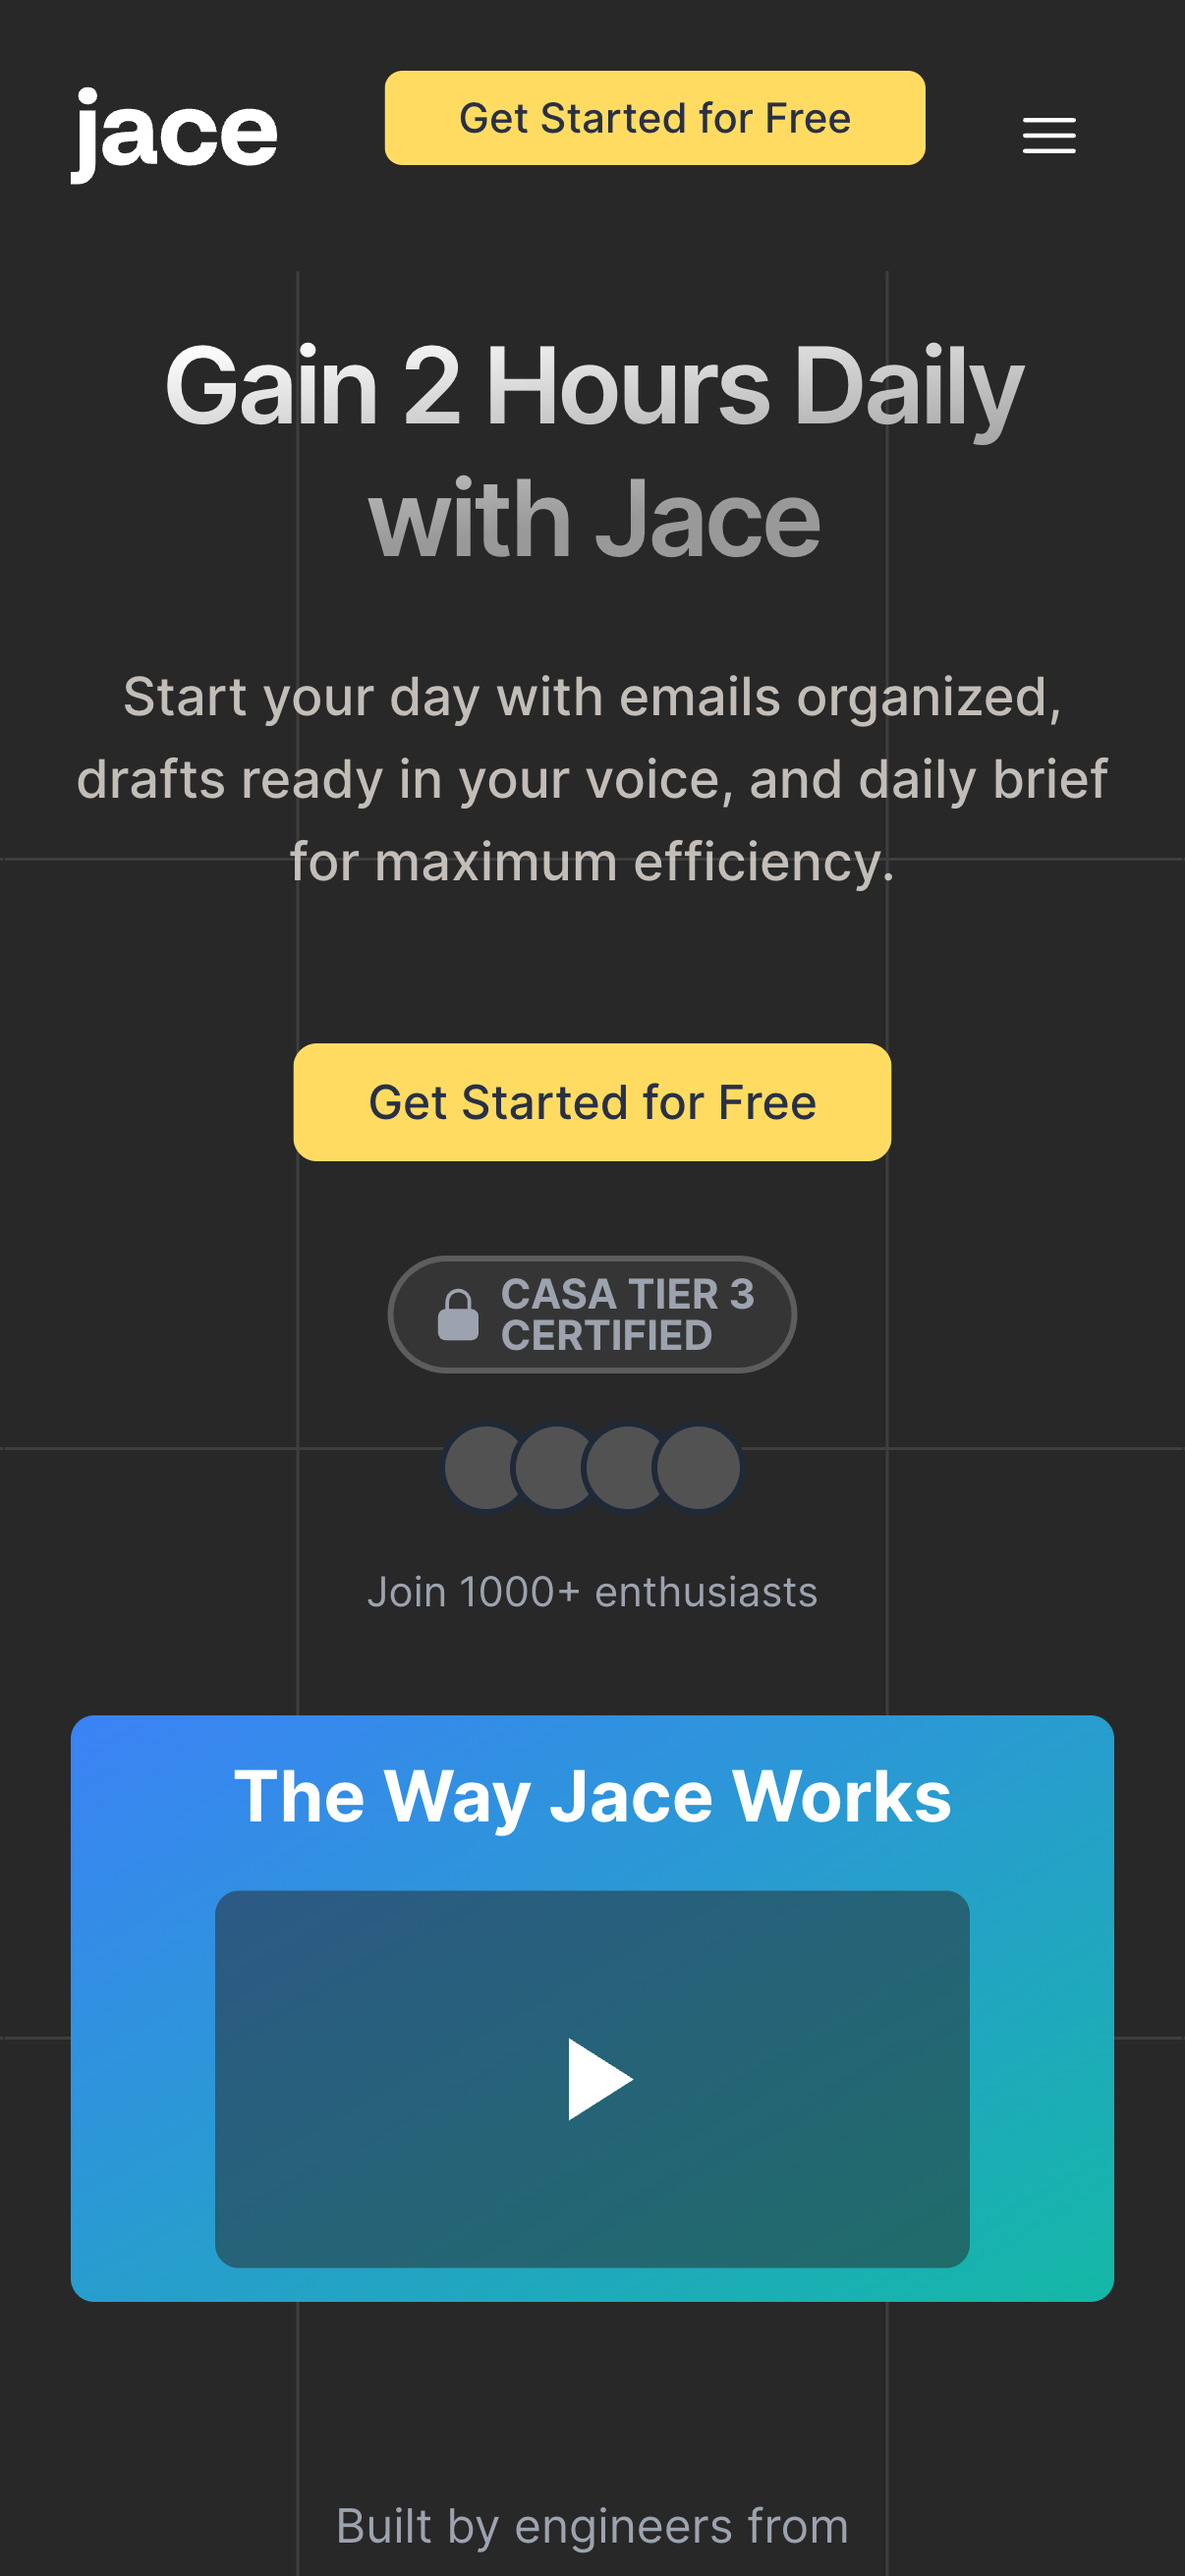 jace
Get Started for Free
Gain 2 Hours Daily
with Jace
Start your day with emails organized,
drafts ready in your voice, and daily brief
for maximum efficiency.
Get Started for Free
CASA TIER 3
CERTIFIED
Join 1000+ enthusiasts
The Way Jace Works
Built by engineers from